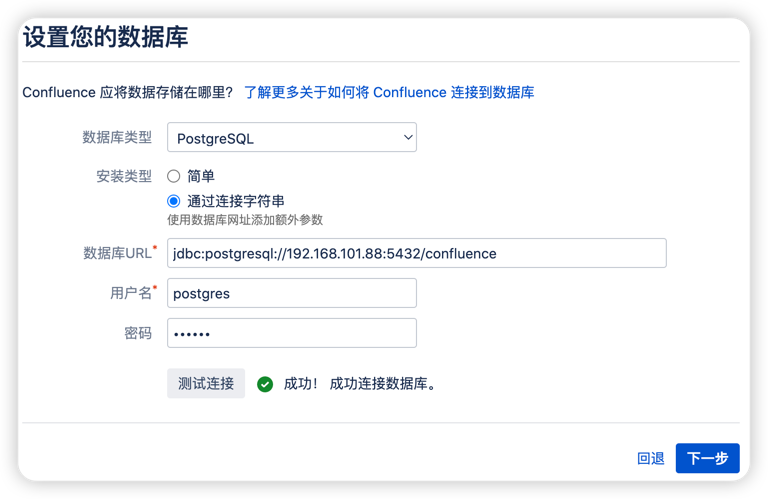 设置您的数据库
Confluence 应将数据存储在哪里？ 了解更多关于如何将 Confluence 连接到数据库
数据库类型 PostgreSQL
安装类型 简单
通过连接字符串
使用数据库网址添加额外参数
数据库URL* jdbc:postgresql://192.168.101.88:5432/confluence
用户名* postgres
密码 ••••••
测试连接 成功！ 成功连接数据库。
回退 下一步